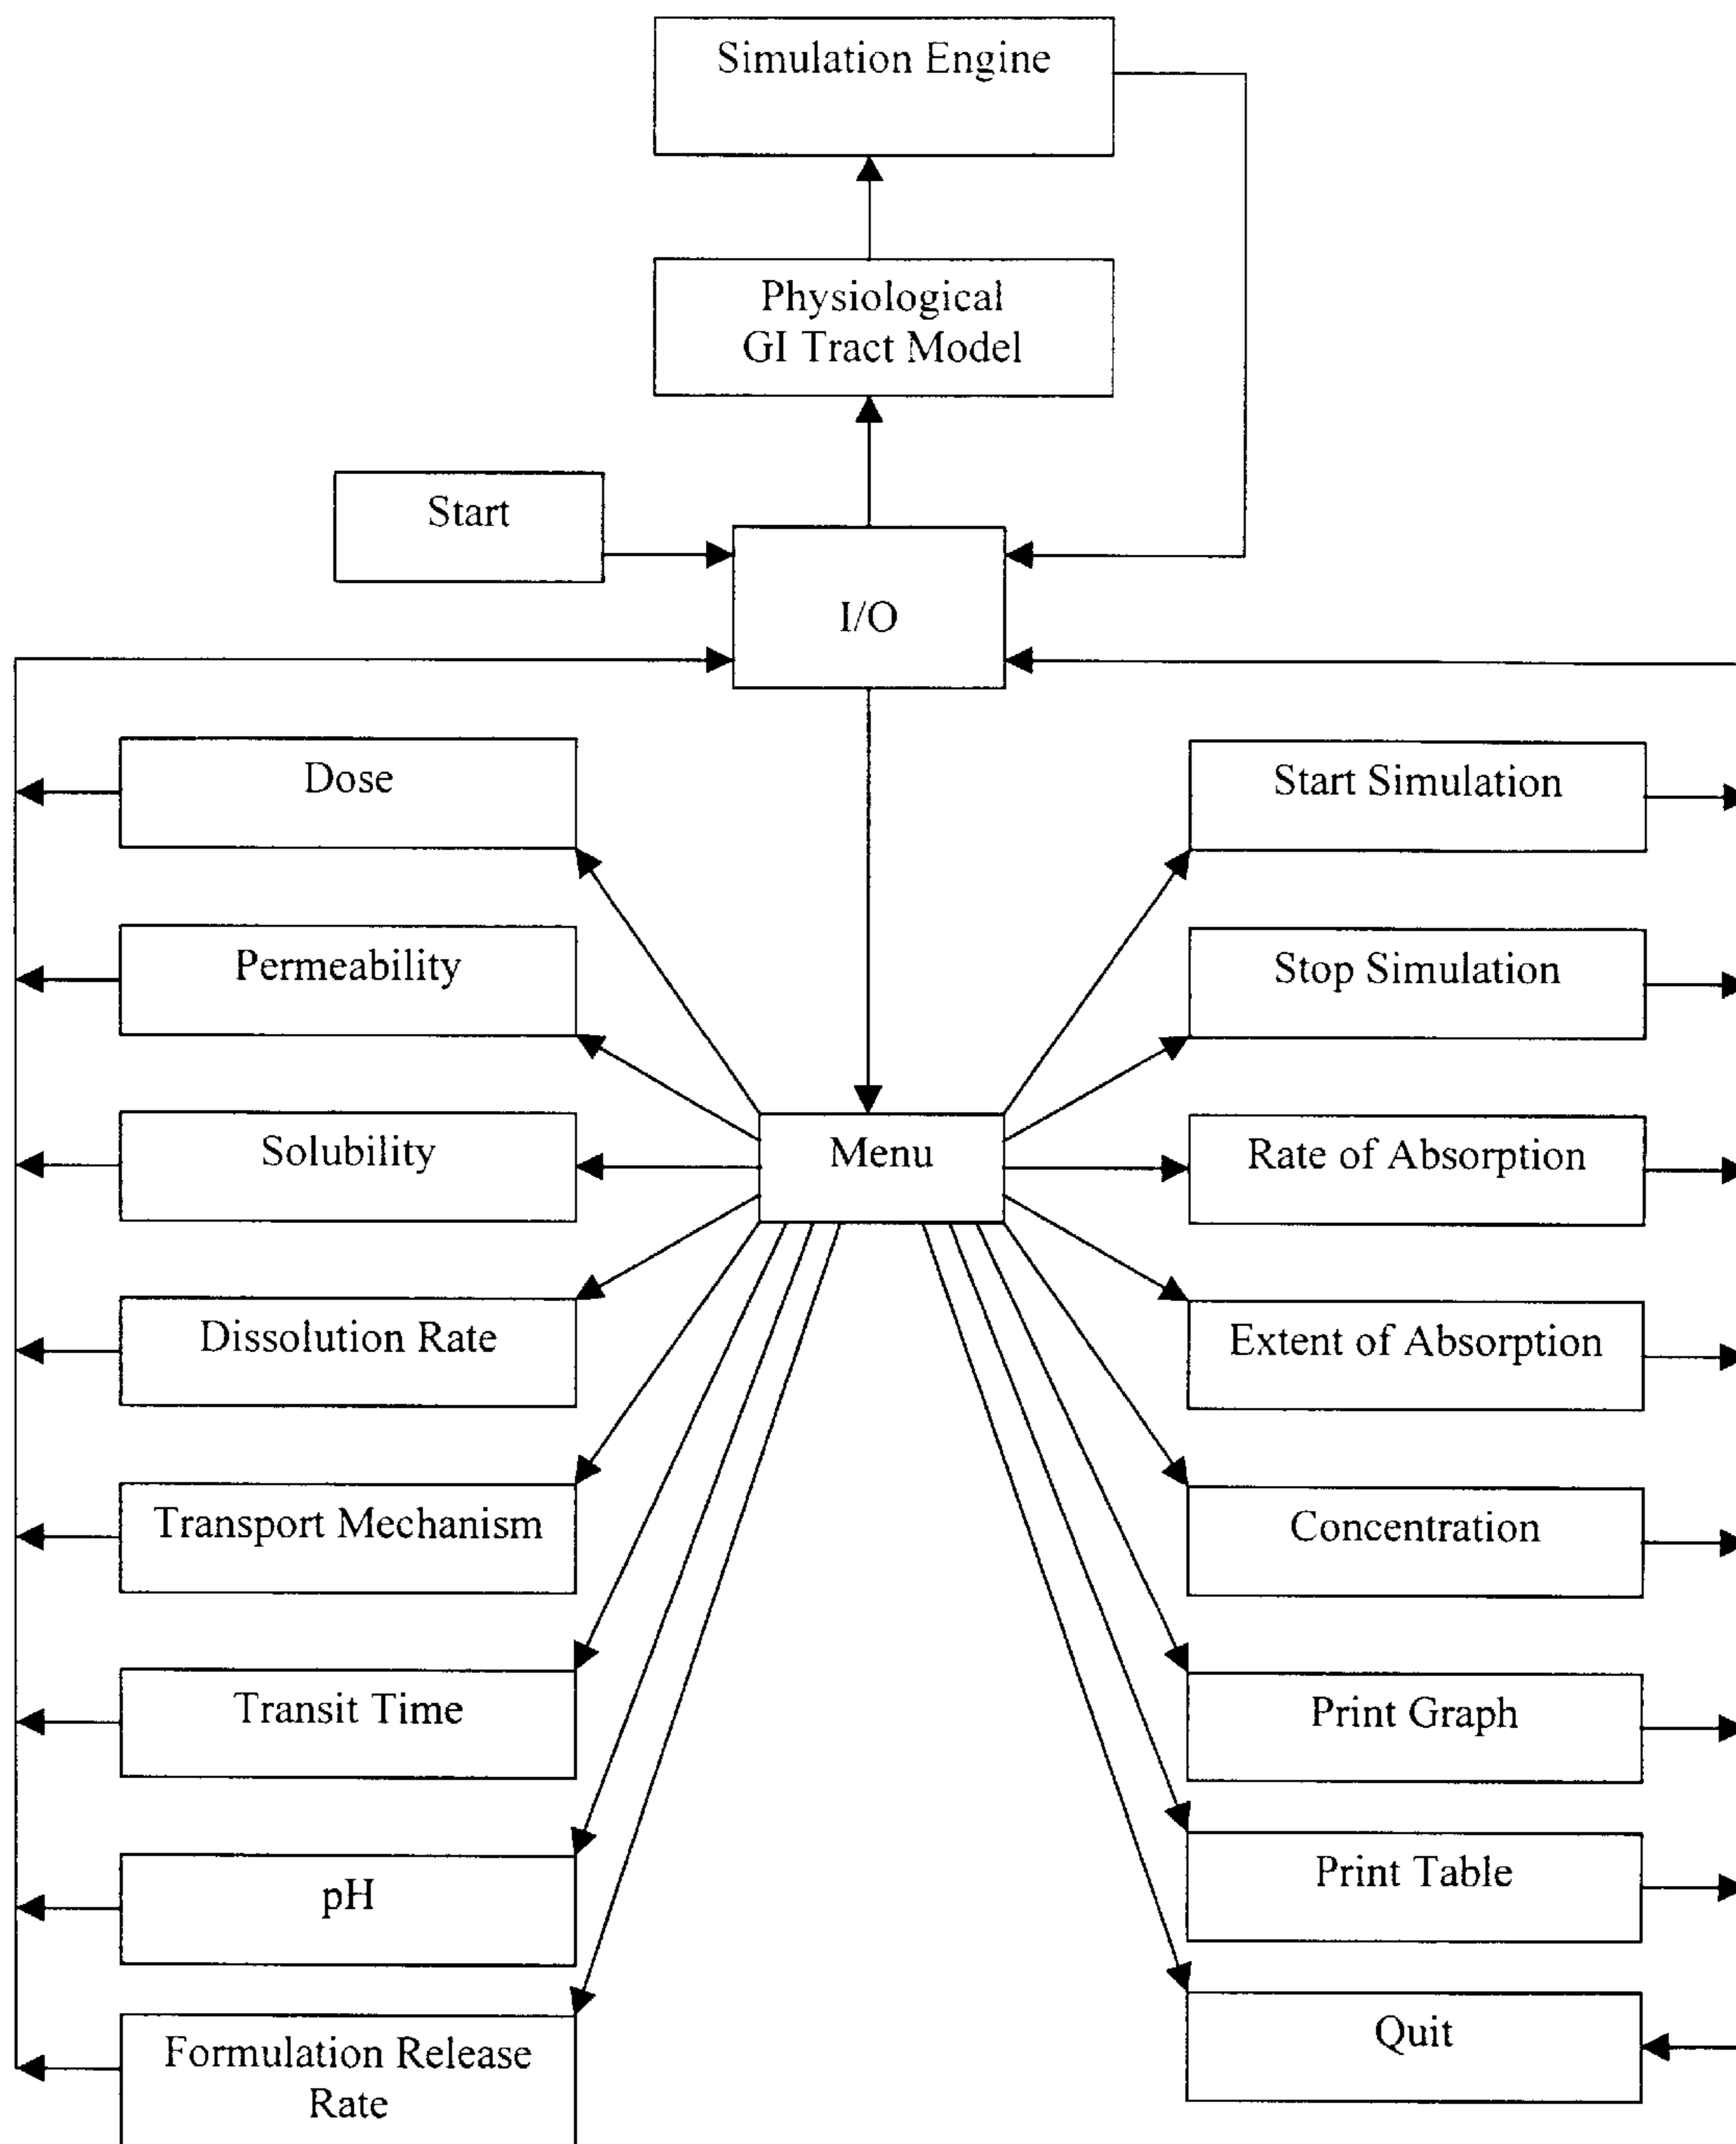 Simulation Engine
Physiological
GI Tract Model
Start
I/O
Dose
Start Simulation
Permeability
Stop Simulation
Solubility
Menu
Rate of Absorption
Dissolution Rate
Extent of Absorption
Transport Mechanism
Concentration
Transit Time
Print Graph
pH
Print Table
Formulation Release
Rate
Quit